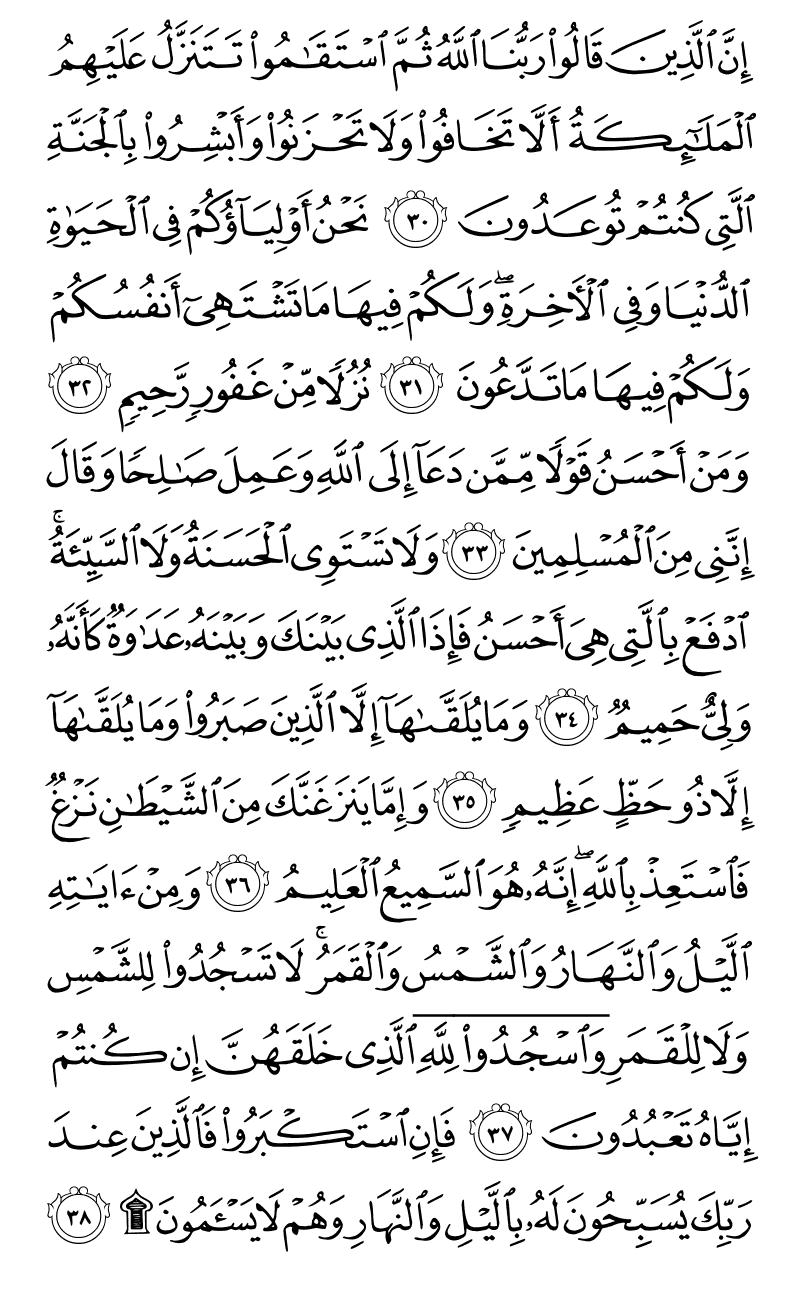 إِنَّ ٱلَّذِينَ قَالُوا۟ رَبُّنَا ٱللَّهُ ثُمَّ ٱسْتَقَـٰمُوا۟ تَتَنَزَّلُ عَلَيْهِمُ
ٱلْمَلَـٰٓئِكَةُ أَلَّا تَخَافُوا۟ وَلَا تَحْزَنُوا۟ وَأَبْشِرُوا۟ بِٱلْجَنَّةِ
ٱلَّتِى كُنتُمْ تُوعَدُونَ ٣٠ نَحْنُ أَوْلِيَآؤُكُمْ فِى ٱلْحَيَوٰةِ
ٱلدُّنْيَا وَفِى ٱلْـَٔاخِرَةِ ۖ وَلَكُمْ فِيهَا مَا تَشْتَهِىٓ أَنفُسُكُمْ
وَلَكُمْ فِيهَا مَا تَدَّعُونَ ٣١ نُزُلًا مِّنْ غَفُورٍ رَّحِيمٍ ٣٢
وَمَنْ أَحْسَنُ قَوْلًا مِّمَّن دَعَآ إِلَى ٱللَّهِ وَعَمِلَ صَـٰلِحًا وَقَالَ
إِنَّنِى مِنَ ٱلْمُسْلِمِينَ ٣٣ وَلَا تَسْتَوِى ٱلْحَسَنَةُ وَلَا ٱلسَّيِّئَةُ ۚ
ٱدْفَعْ بِٱلَّتِى هِىَ أَحْسَنُ فَإِذَا ٱلَّذِى بَيْنَكَ وَبَيْنَهُۥ عَدَٰوَةٌ كَأَنَّهُۥ
وَلِىٌّ حَمِيمٌ ٣٤ وَمَا يُلَقَّىٰهَآ إِلَّا ٱلَّذِينَ صَبَرُوا۟ وَمَا يُلَقَّىٰهَآ
إِلَّا ذُو حَظٍّ عَظِيمٍ ٣٥ وَإِمَّا يَنزَغَنَّكَ مِنَ ٱلشَّيْطَـٰنِ نَزْغٌ
فَٱسْتَعِذْ بِٱللَّهِ ۖ إِنَّهُۥ هُوَ ٱلسَّمِيعُ ٱلْعَلِيمُ ٣٦ وَمِنْ ءَايَـٰتِهِ
ٱلَّيْلُ وَٱلنَّهَارُ وَٱلشَّمْسُ وَٱلْقَمَرُ ۚ لَا تَسْجُدُوا۟ لِلشَّمْسِ
وَلَا لِلْقَمَرِ وَٱسْجُدُوا۟ لِلَّهِ ٱلَّذِى خَلَقَهُنَّ إِن كُنتُمْ
إِيَّاهُ تَعْبُدُونَ ٣٧ فَإِنِ ٱسْتَكْبَرُوا۟ فَٱلَّذِينَ عِندَ
رَبِّكَ يُسَبِّحُونَ لَهُۥ بِٱلَّيْلِ وَٱلنَّهَارِ وَهُمْ لَا يَسْـَٔمُونَ ۩ ٣٨